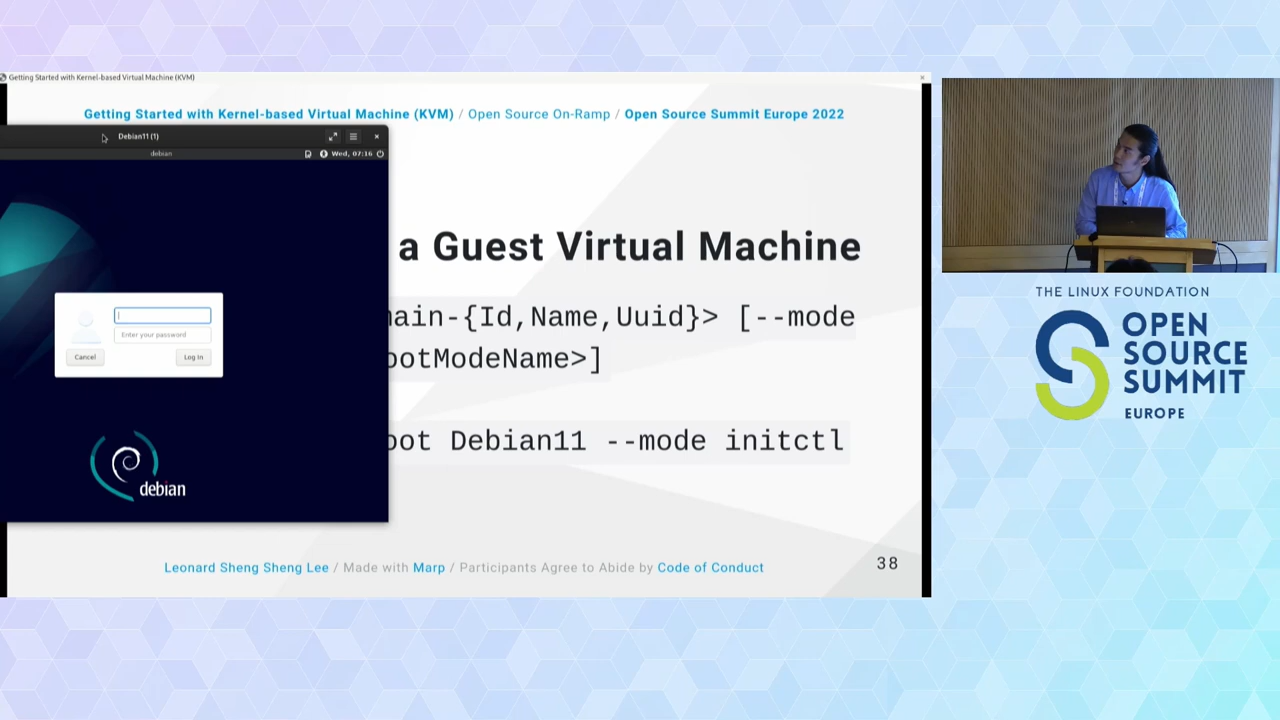 Getting Started with Kernel-based Virtual Machine (KVM)
Getting Started with Kernel-based Virtual Machine (KVM) / Open Source On-Ramp / Open Source Summit Europe 2022
Debian11 (1)
debian
Wed, 07:16
Enter your password
Cancel
Log In
debian
a Guest Virtual Machine
main-{Id,Name,Uuid}> [--mode
ootModeName>]
oot Debian11 --mode initctl
Leonard Sheng Sheng Lee / Made with Marp / Participants Agree to Abide by Code of Conduct
38
THE LINUX FOUNDATION
OPEN
SOURCE
SUMMIT
EUROPE